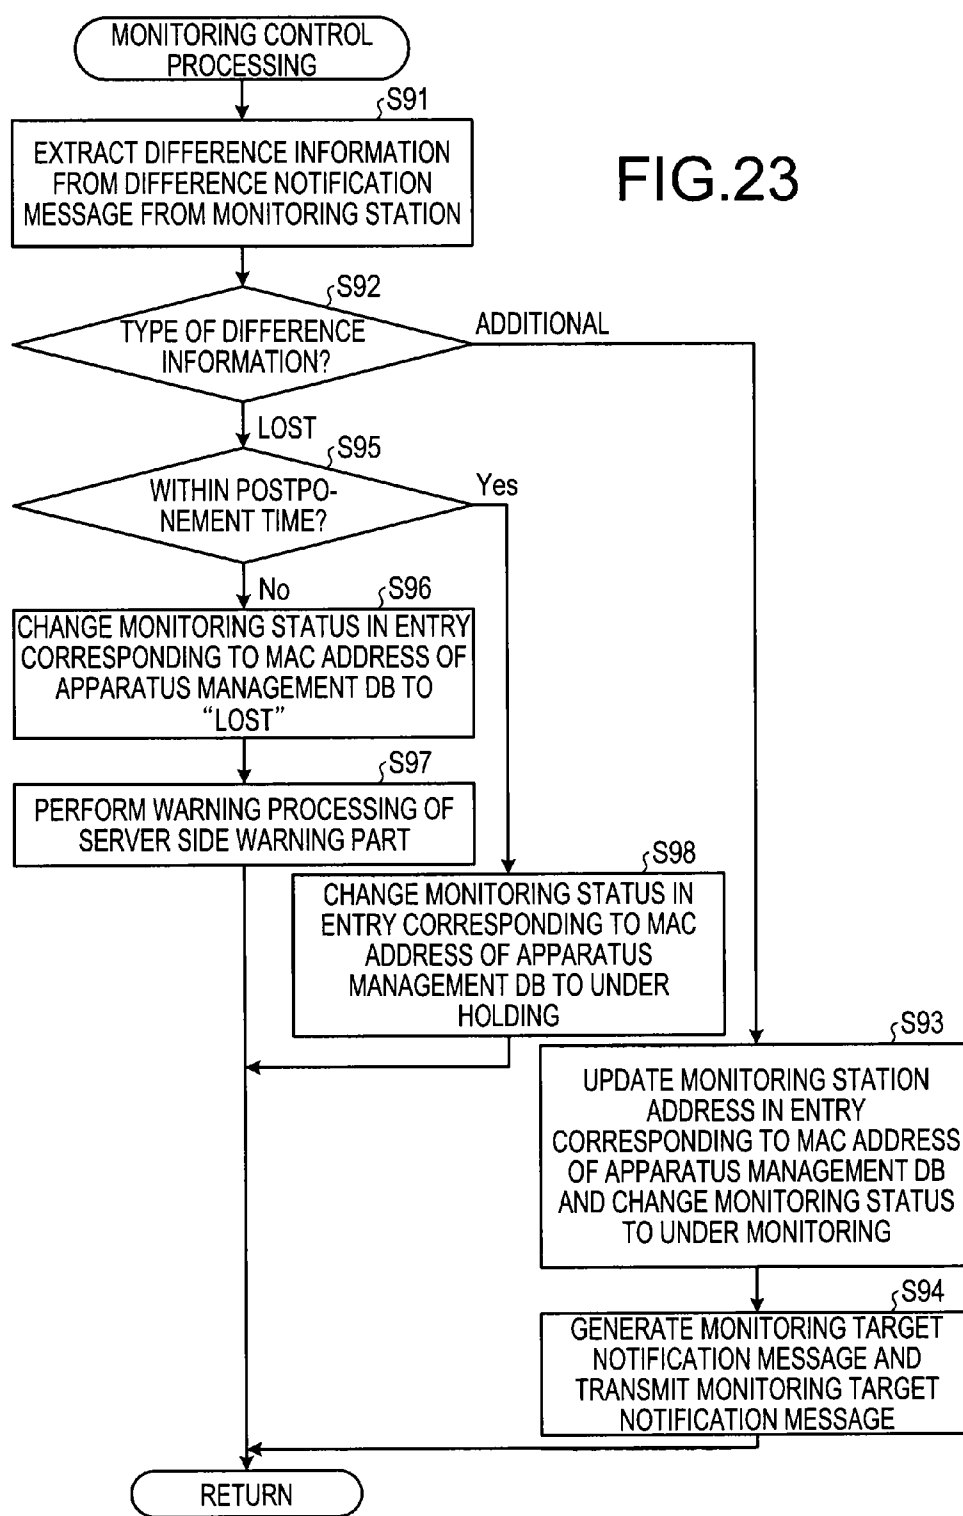 MONITORING CONTROL
PROCESSING
S91
EXTRACT DIFFERENCE INFORMATION
FROM DIFFERENCE NOTIFICATION
MESSAGE FROM MONITORING STATION
FIG.23
S92
TYPE OF DIFFERENCE
INFORMATION?
ADDITIONAL
LOST
S95
WITHIN POSTPO-
NEMENT TIME?
Yes
No
S96
CHANGE MONITORING STATUS IN ENTRY
CORRESPONDING TO MAC ADDRESS OF
APPARATUS MANAGEMENT DB TO
“LOST”
S97
PERFORM WARNING PROCESSING OF
SERVER SIDE WARNING PART
S98
CHANGE MONITORING STATUS IN
ENTRY CORRESPONDING TO MAC
ADDRESS OF APPARATUS
MANAGEMENT DB TO UNDER
HOLDING
S93
UPDATE MONITORING STATION
ADDRESS IN ENTRY
CORRESPONDING TO MAC ADDRESS
OF APPARATUS MANAGEMENT DB
AND CHANGE MONITORING STATUS
TO UNDER MONITORING
S94
GENERATE MONITORING TARGET
NOTIFICATION MESSAGE AND
TRANSMIT MONITORING TARGET
NOTIFICATION MESSAGE
RETURN